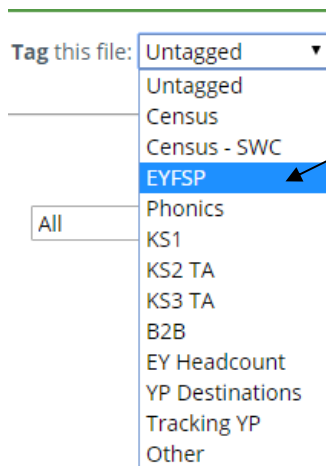 Tag this file: Untagged
Untagged
Census
Census - SWC
EYFSP
Phonics
All
KS1
KS2 TA
KS3 TA
B2B
EY Headcount
YP Destinations
Tracking YP
Other